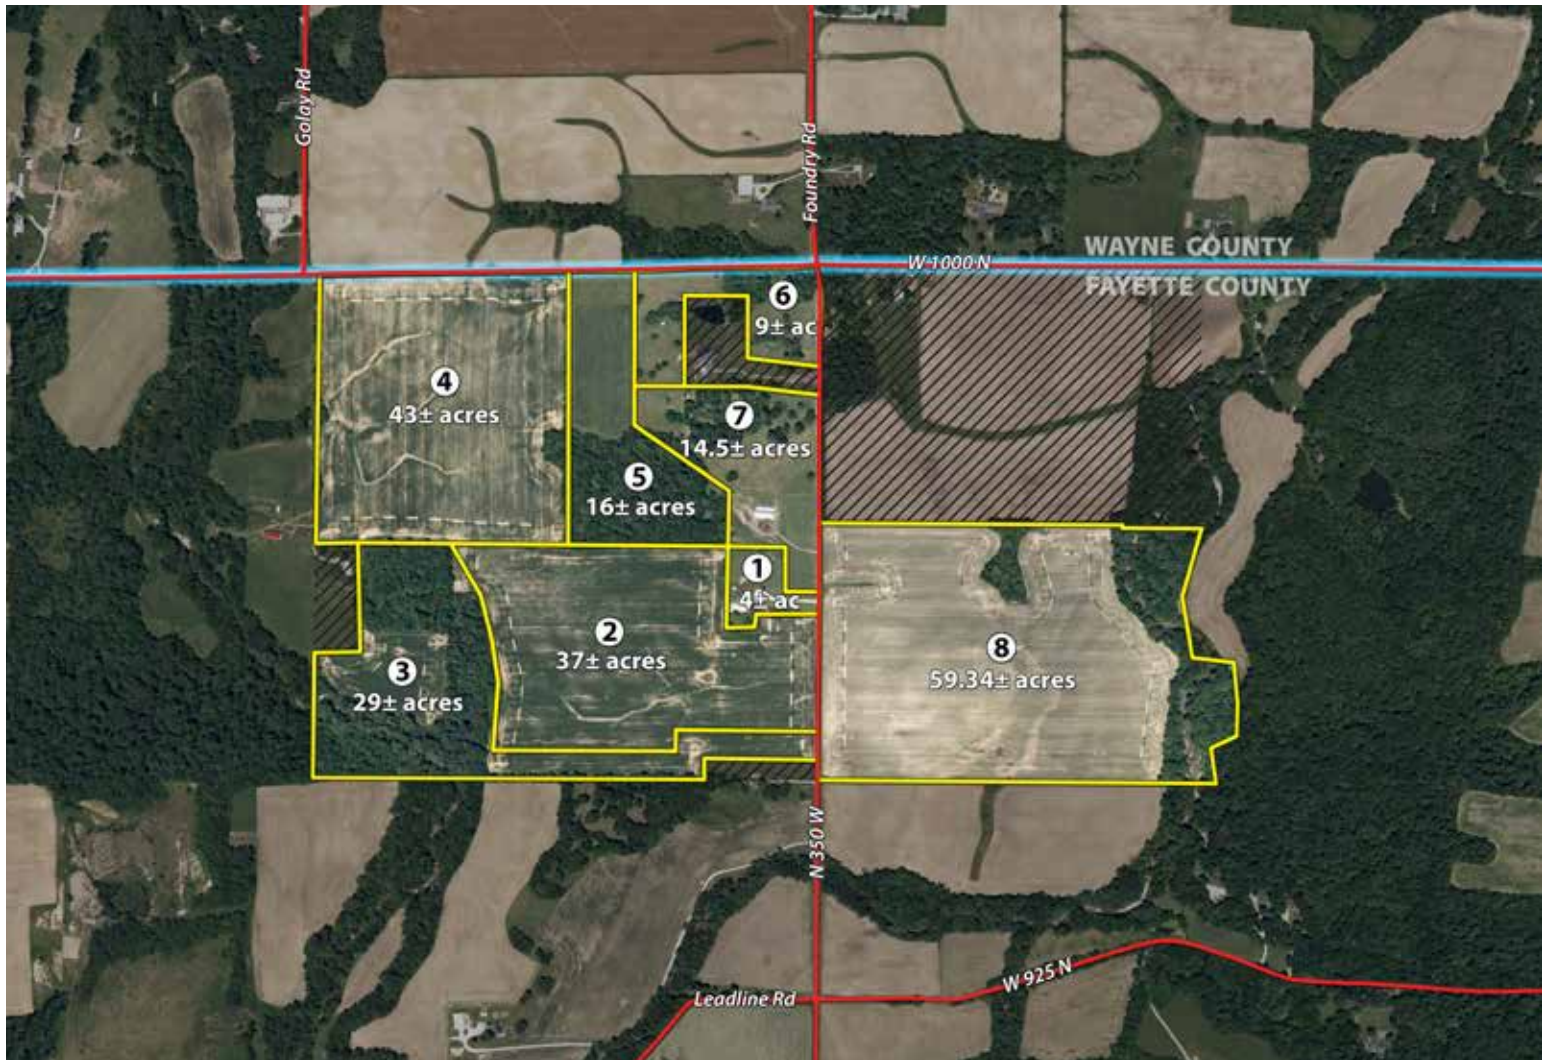 Golay Rd
Foundry Rd
WAYNE COUNTY
W 1000 N
FAYETTE COUNTY
6
9± ac
4
43± acres
7
14.5± acres
5
16± acres
1
4± ac
2
37± acres
3
29± acres
8
59.34± acres
N 350 W
W 925 N
Leadline Rd